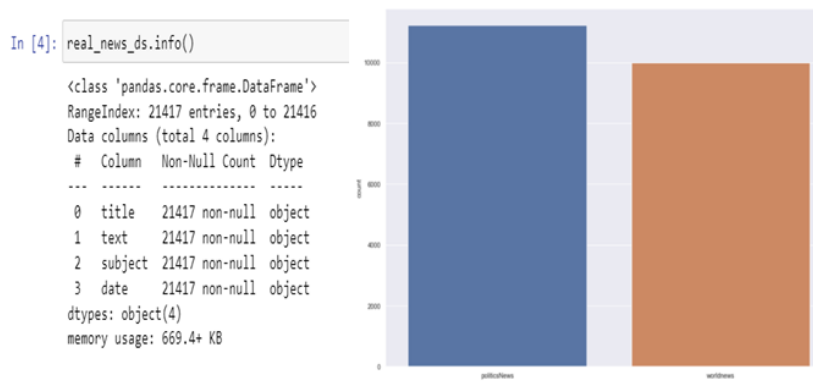 In [4]: real_news_ds.info()
<class 'pandas.core.frame.DataFrame'>
RangeIndex: 21417 entries, 0 to 21416
Data columns (total 4 columns):
#   Column   Non-Null Count   Dtype
---  ------   --------------   -----
0   title   21417 non-null   object
1   text   21417 non-null   object
2   subject   21417 non-null   object
3   date   21417 non-null   object
dtypes: object(4)
memory usage: 669.4+ KB
10000
8000
6000
4000
2000
0
count
politicsNews   worldnews